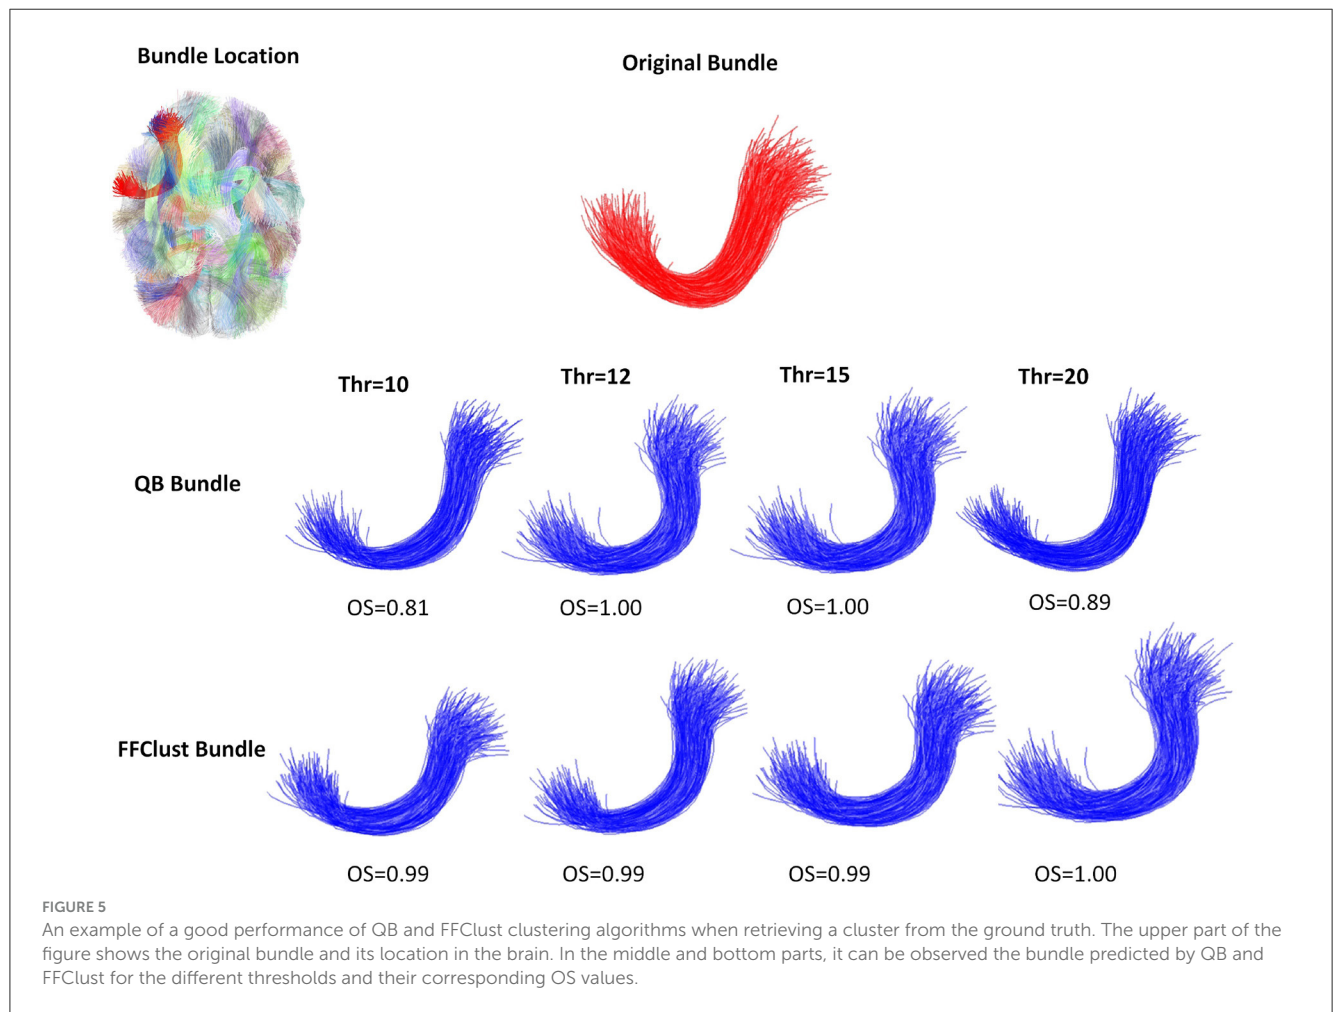 Bundle Location
Original Bundle
Thr=10
Thr=12
Thr=15
Thr=20
QB Bundle
OS=0.81
OS=1.00
OS=1.00
OS=0.89
FFClust Bundle
OS=0.99
OS=0.99
OS=0.99
OS=1.00
FIGURE 5
An example of a good performance of QB and FFClust clustering algorithms when retrieving a cluster from the ground truth. The upper part of the
figure shows the original bundle and its location in the brain. In the middle and bottom parts, it can be observed the bundle predicted by QB and
FFClust for the different thresholds and their corresponding OS values.